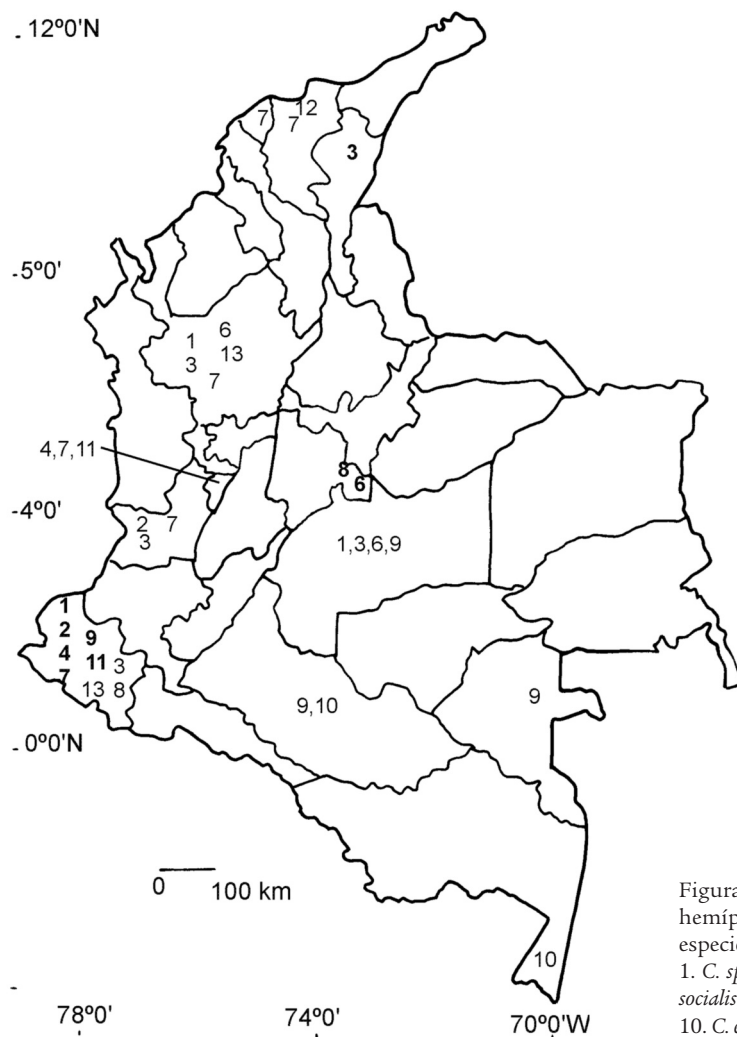 12º0'N
7
12
7
3
5º0'
6
1
13
3
7
4,7,11
8
6
4º0'
2
7
3
1,3,6,9
1
2
9
4
11
3
7
13
8
9,10
9
0º0'N
0
100 km
10
78º0'
74º0'
70º0'W
Figura
hemíp
especi
1. C. sp
socialis
10. C.